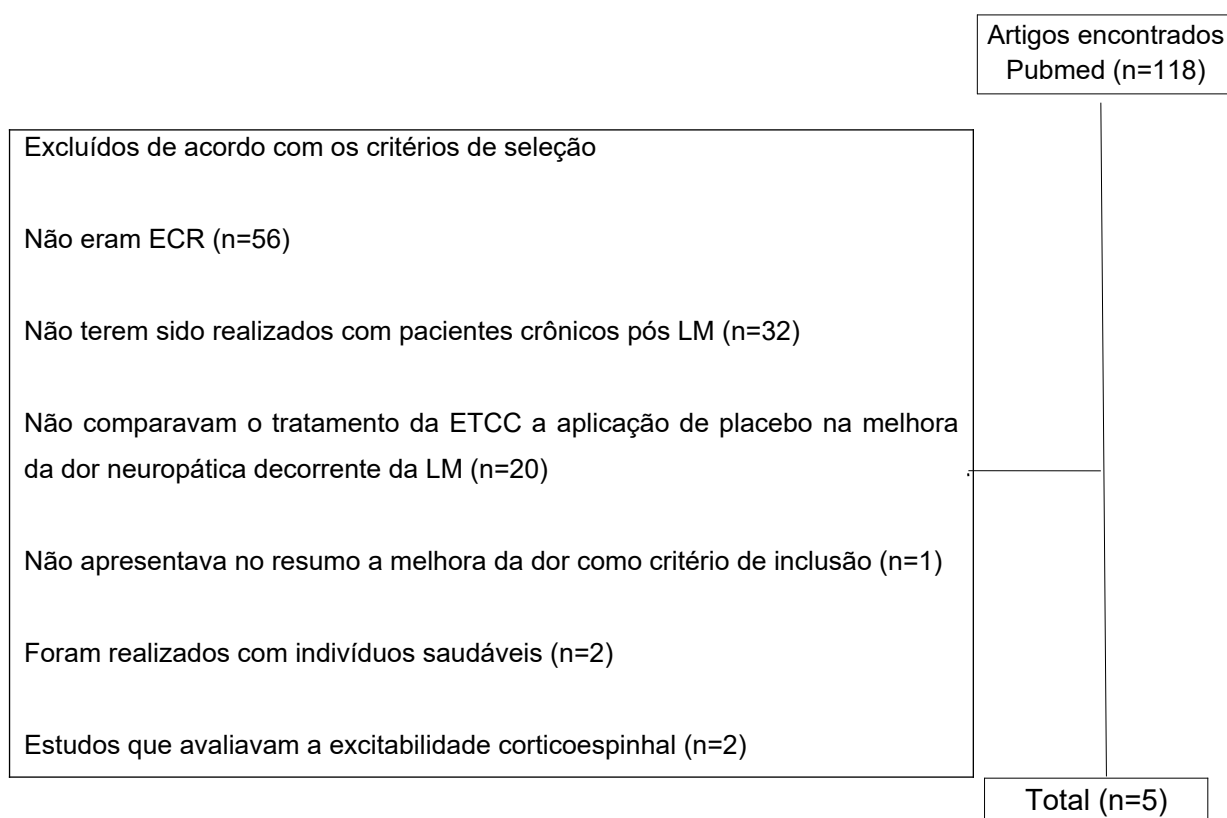 Artigos encontrados
Pubmed (n=118)
Excluídos de acordo com os critérios de seleção
Não eram ECR (n=56)
Não terem sido realizados com pacientes crônicos pós LM (n=32)
Não comparavam o tratamento da ETCC a aplicação de placebo na melhora
da dor neuropática decorrente da LM (n=20)
Não apresentava no resumo a melhora da dor como critério de inclusão (n=1)
Foram realizados com indivíduos saudáveis (n=2)
Estudos que avaliavam a excitabilidade corticoespinhal (n=2)
Total (n=5)